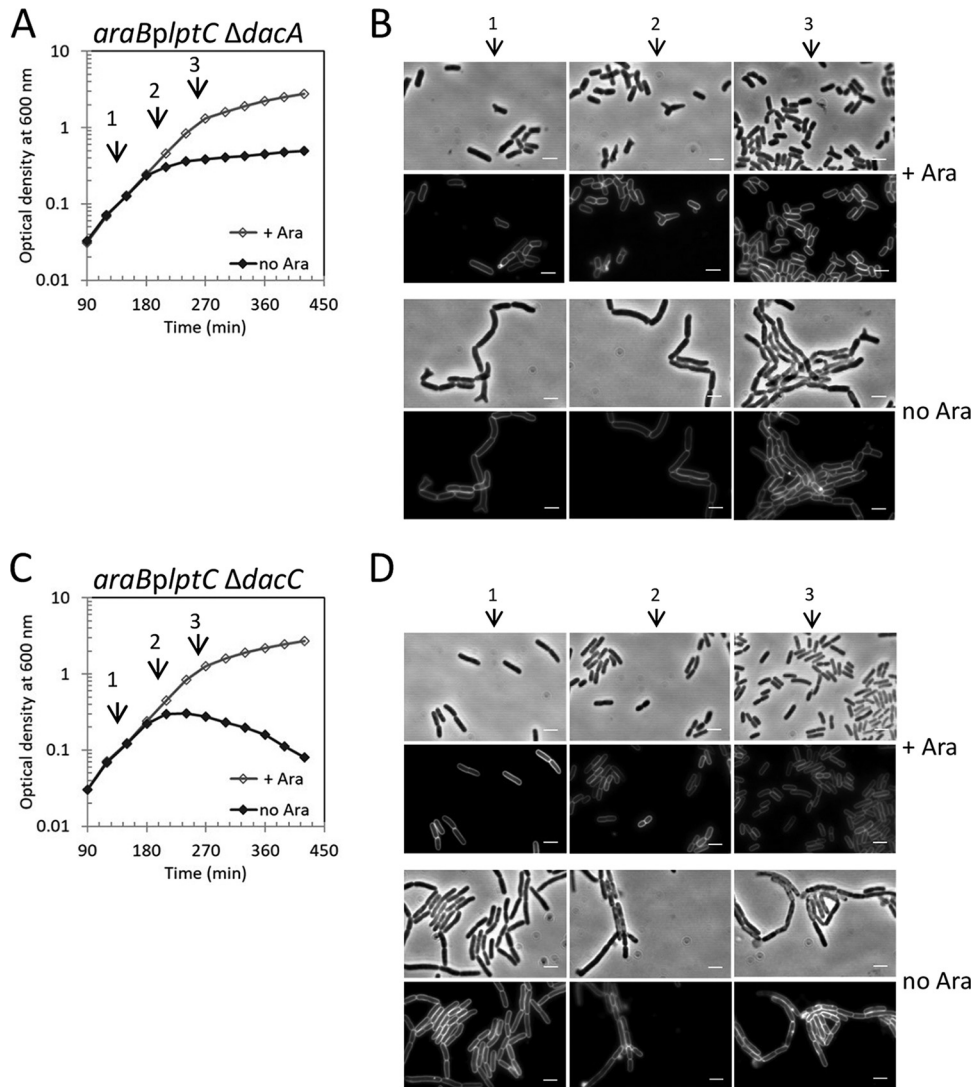 A
araBplptC ΔdacA
10
1
0.1
0.01
Optical density at 600 nm
1
2
3
+ Ara
no Ara
90 180 270 360 450
Time (min)
B
1 2 3
+ Ara
no Ara
C
araBplptC ΔdacC
10
1
0.1
0.01
Optical density at 600 nm
1
2
3
+ Ara
no Ara
90 180 270 360 450
Time (min)
D
1 2 3
+ Ara
no Ara